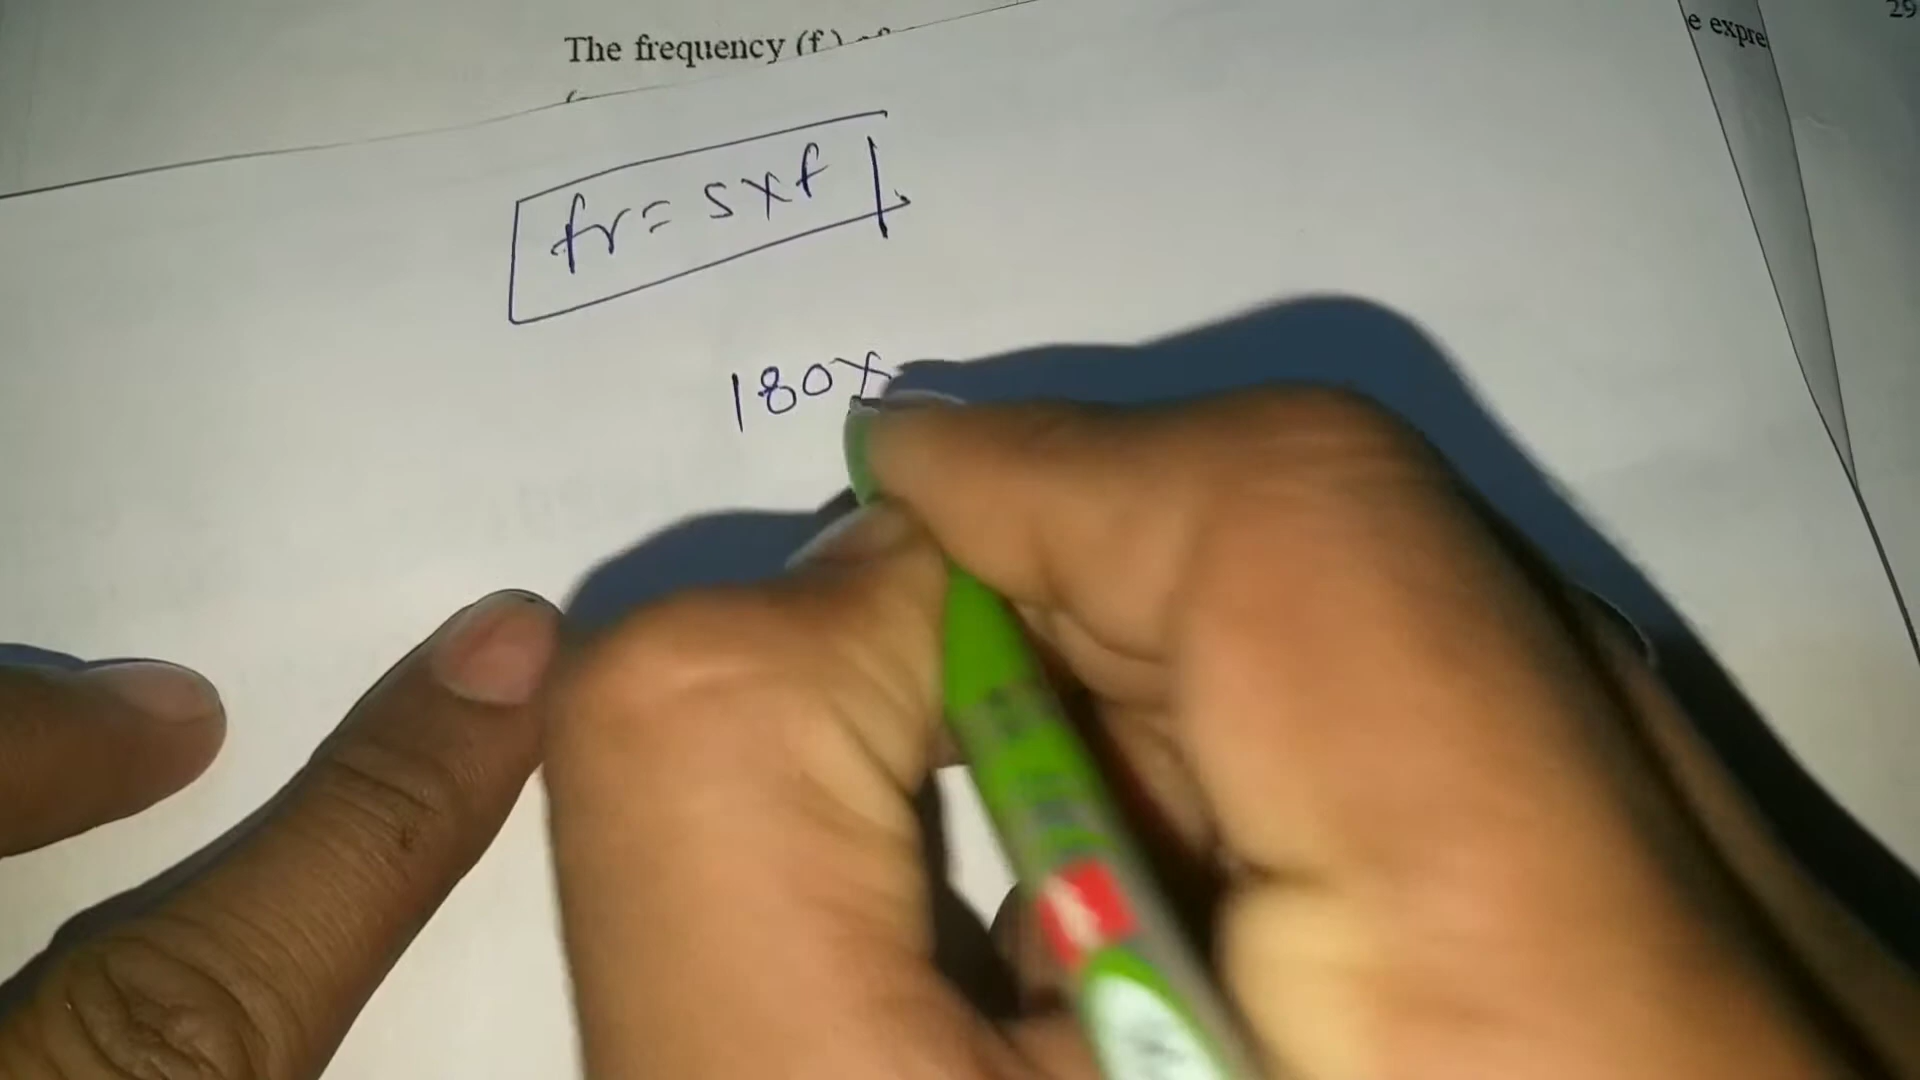 29
The frequency (f)
e expre
fr = s x f
180 x